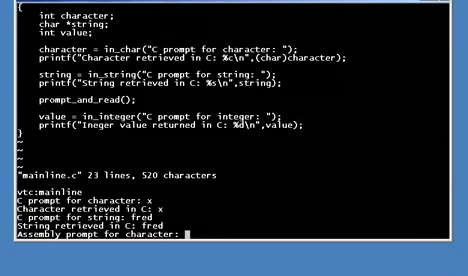 {
int character;
char *string;
int value;
character = in_char("C prompt for character: ");
printf("Character retrieved in C: %c\n",(char)character);
string = in_string("C prompt for string: ");
printf("String retrieved in C: %s\n",string);
prompt_and_read();
value = in_integer("C prompt for integer: ");
printf("Ineger value returned in C: %d\n",value);
}
~
~
~
~
"mainline.c" 23 lines, 520 characters
vtc:mainline
C prompt for character: x
Character retrieved in C: x
C prompt for string: fred
String retrieved in C: fred
Assembly prompt for character: